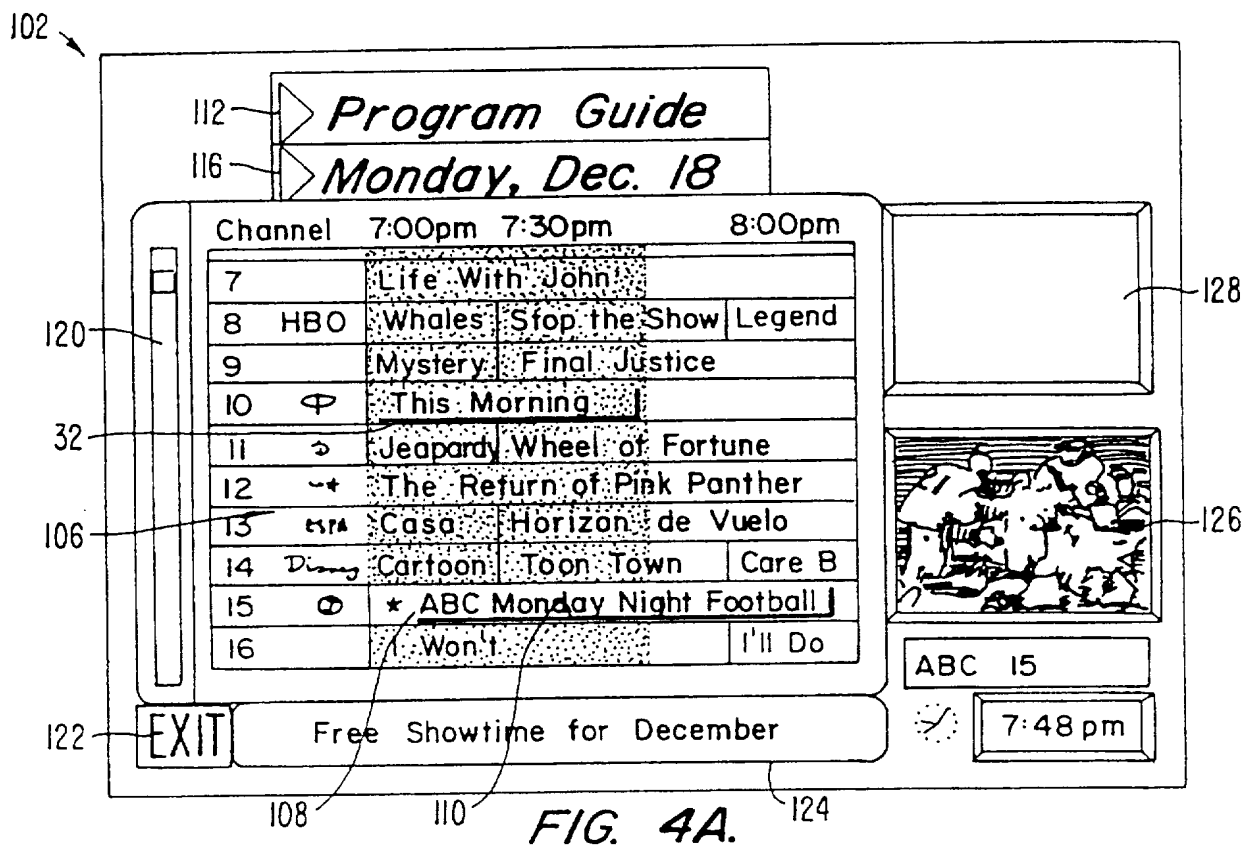 102
112 Program Guide
116 Monday, Dec. 18
Channel 7:00pm 7:30pm 8:00pm
7 Life With John
128
8 HBO Whales Stop the Show Legend
120
9 Mystery Final Justice
10 This Morning
32
11 Jeapardy Wheel of Fortune
12 The Return of Pink Panther
126
13 ESPA Casa Horizon de Vuelo
106
14 Disney Cartoon Toon Town Care B
15 ★ ABC Monday Night Football
16 I Won't I'll Do
ABC 15
122 EXIT Free Showtime for December 7:48 pm
108 110 124
FIG. 4A.